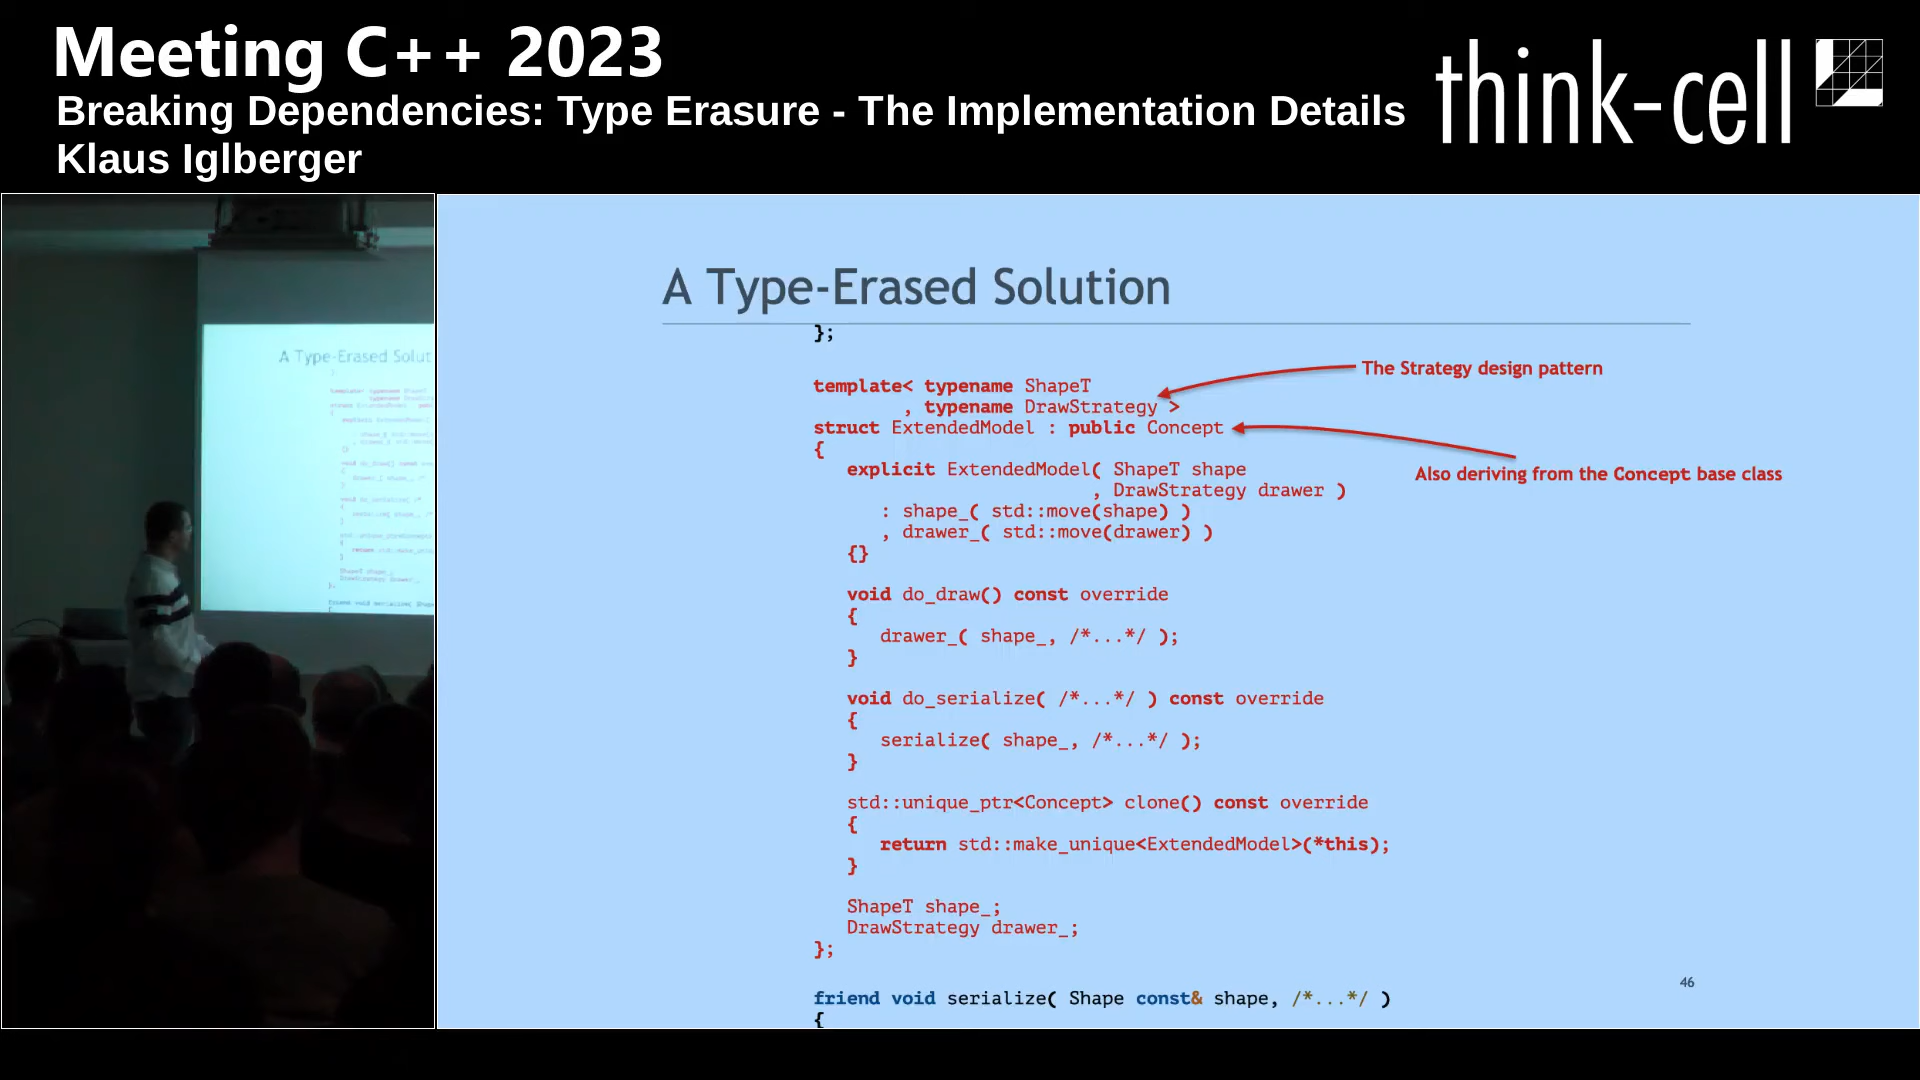 Meeting C++ 2023
Breaking Dependencies: Type Erasure - The Implementation Details
Klaus Iglberger
think-cell
A Type-Erased Solution
};
The Strategy design pattern
template< typename ShapeT
, typename DrawStrategy >
struct ExtendedModel : public Concept
{
explicit ExtendedModel( ShapeT shape
Also deriving from the Concept base class
, DrawStrategy drawer )
: shape_( std::move(shape) )
, drawer_( std::move(drawer) )
{}
void do_draw() const override
{
drawer_( shape_, /*...*/ );
}
void do_serialize( /*...*/ ) const override
{
serialize( shape_, /*...*/ );
}
std::unique_ptr<Concept> clone() const override
{
return std::make_unique<ExtendedModel>(*this);
}
ShapeT shape_;
DrawStrategy drawer_;
};
46
friend void serialize( Shape const& shape, /*...*/ )
{
A Type-Erased Solut